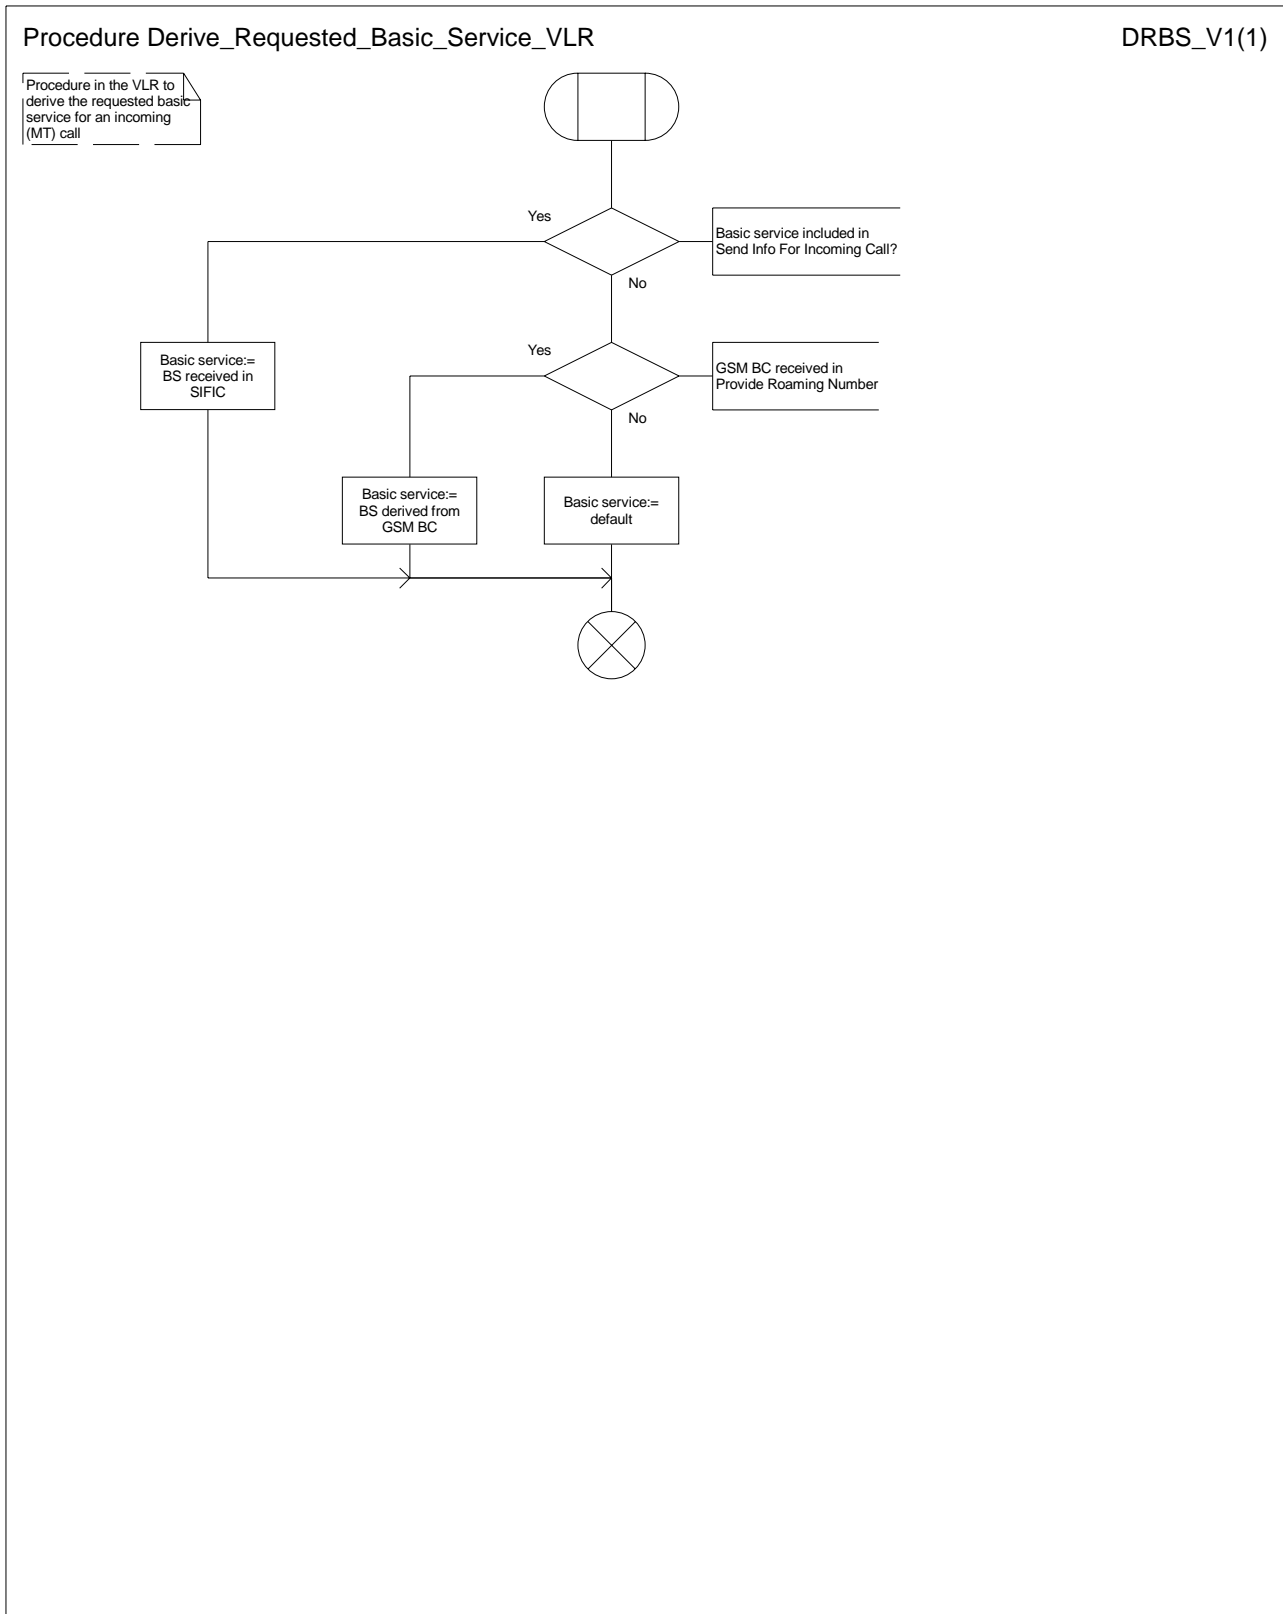 Procedure Derive_Requested_Basic_Service_VLR
DRBS_V1(1)
Procedure in the VLR to
derive the requested basic
service for an incoming
(MT) call
Yes
Basic service included in
Send Info For Incoming Call?
No
Basic service:=
BS received in
SIFIC
Yes
GSM BC received in
Provide Roaming Number
No
Basic service:=
BS derived from
GSM BC
Basic service:=
default